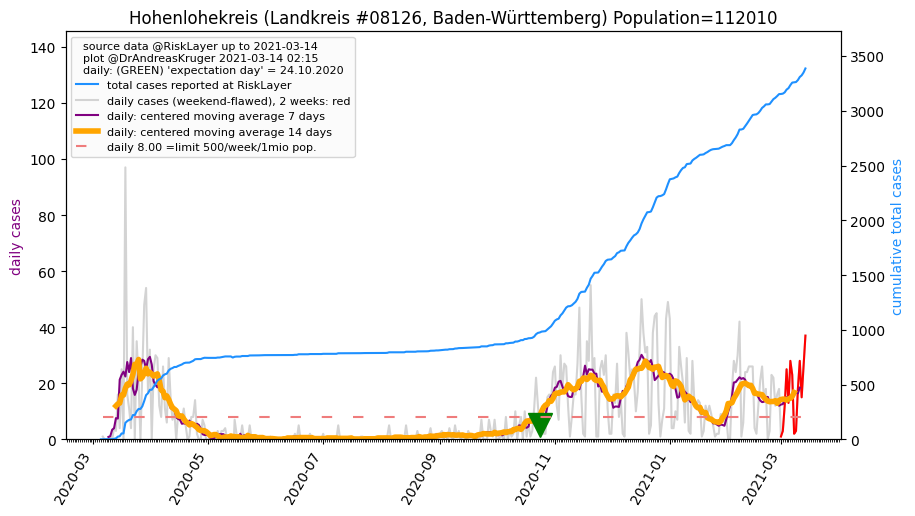 Hohenlohekreis (Landkreis #08126, Baden-Württemberg) Population=112010
source data @RiskLayer up to 2021-03-14
plot @DrAndreasKruger 2021-03-14 02:15
daily: (GREEN) 'expectation day' = 24.10.2020
total cases reported at RiskLayer
daily cases (weekend-flawed), 2 weeks: red
daily: centered moving average 7 days
daily: centered moving average 14 days
daily 8.00 =limit 500/week/1mio pop.
daily cases
140
120
100
80
60
40
20
0
cumulative total cases
3500
3000
2500
2000
1500
1000
500
0
2020-03
2020-05
2020-07
2020-09
2020-11
2021-01
2021-03